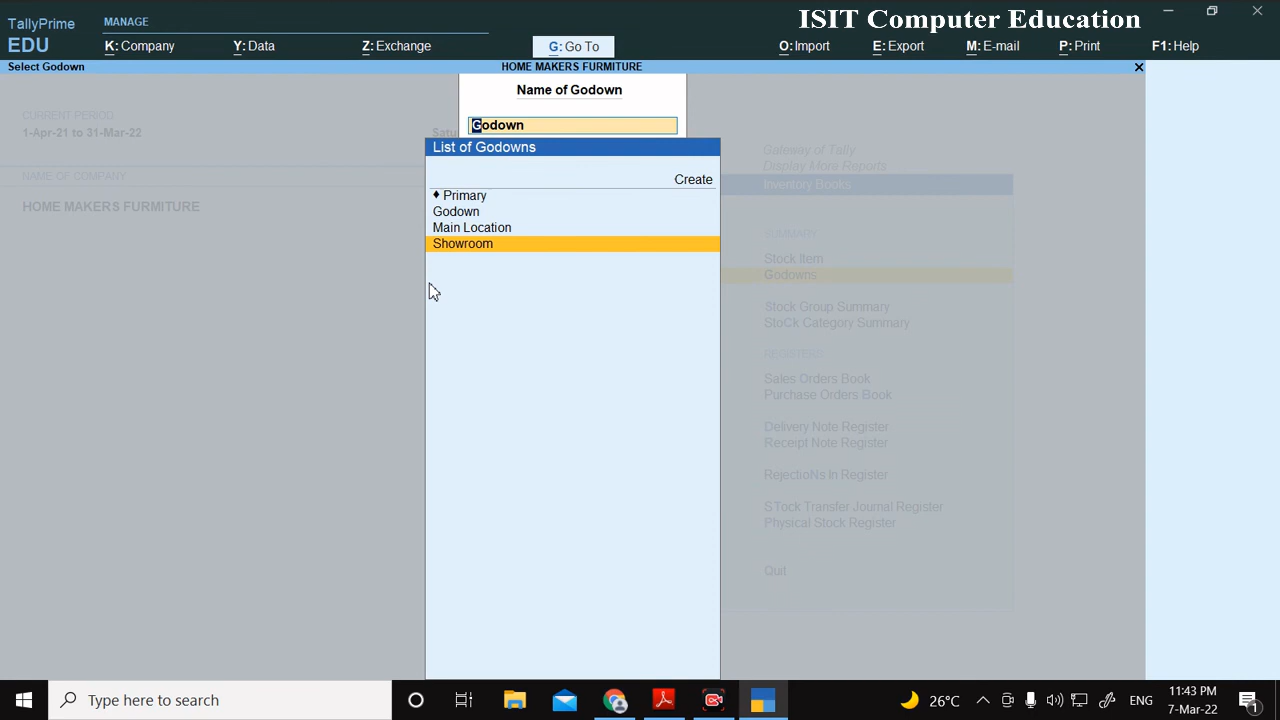 TallyPrime
EDU
MANAGE
ISIT Computer Education
K: Company
Y: Data
Z: Exchange
G: Go To
O: Import
E: Export
M: E-mail
P: Print
F1: Help
Select Godown
HOME MAKERS FURMITURE
Name of Godown
Godown
List of Godowns
Create
♦ Primary
Godown
Main Location
Showroom
CURRENT PERIOD
1-Apr-21 to 31-Mar-22
Satu
NAME OF COMPANY
HOME MAKERS FURMITURE
Gateway of Tally
Display More Reports
Inventory Books
SUMMARY
Stock Item
Godowns
Stock Group Summary
StoCk Category Summary
REGISTERS
Sales Orders Book
Purchase Orders Book
Delivery Note Register
Receipt Note Register
RejectioNs In Register
STock Transfer Journal Register
Physical Stock Register
Quit
Type here to search
26°C
ENG
11:43 PM
7-Mar-22
1